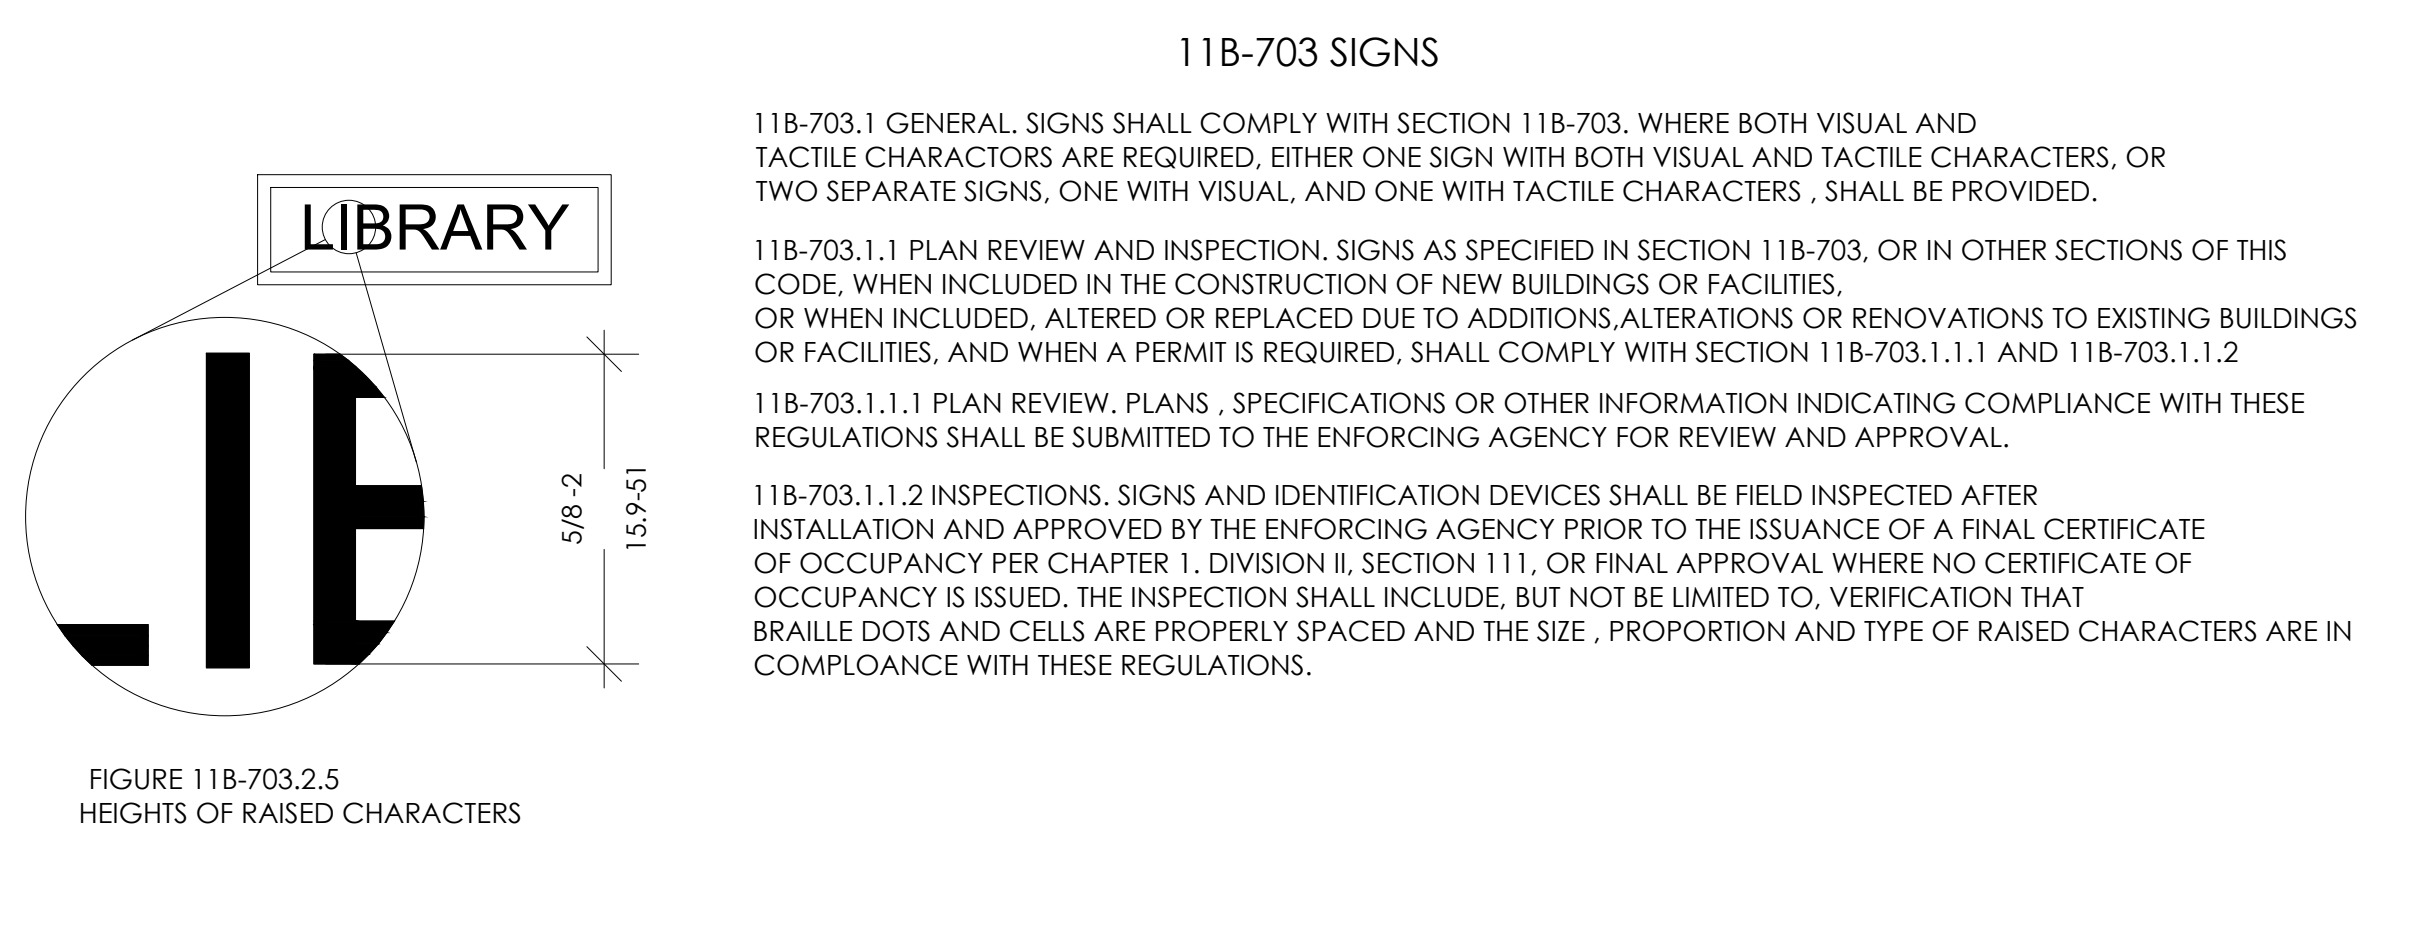 11B-703 SIGNS
11B-703.1 GENERAL. SIGNS SHALL COMPLY WITH SECTION 11B-703. WHERE BOTH VISUAL AND
TACTILE CHARACTORS ARE REQUIRED, EITHER ONE SIGN WITH BOTH VISUAL AND TACTILE CHARACTERS, OR
TWO SEPARATE SIGNS, ONE WITH VISUAL, AND ONE WITH TACTILE CHARACTERS , SHALL BE PROVIDED.
11B-703.1.1 PLAN REVIEW AND INSPECTION. SIGNS AS SPECIFIED IN SECTION 11B-703, OR IN OTHER SECTIONS OF THIS
CODE, WHEN INCLUDED IN THE CONSTRUCTION OF NEW BUILDINGS OR FACILITIES,
OR WHEN INCLUDED, ALTERED OR REPLACED DUE TO ADDITIONS,ALTERATIONS OR RENOVATIONS TO EXISTING BUILDINGS
OR FACILITIES, AND WHEN A PERMIT IS REQUIRED, SHALL COMPLY WITH SECTION 11B-703.1.1.1 AND 11B-703.1.1.2
11B-703.1.1.1 PLAN REVIEW. PLANS , SPECIFICATIONS OR OTHER INFORMATION INDICATING COMPLIANCE WITH THESE
REGULATIONS SHALL BE SUBMITTED TO THE ENFORCING AGENCY FOR REVIEW AND APPROVAL.
11B-703.1.1.2 INSPECTIONS. SIGNS AND IDENTIFICATION DEVICES SHALL BE FIELD INSPECTED AFTER
INSTALLATION AND APPROVED BY THE ENFORCING AGENCY PRIOR TO THE ISSUANCE OF A FINAL CERTIFICATE
OF OCCUPANCY PER CHAPTER 1. DIVISION II, SECTION 111, OR FINAL APPROVAL WHERE NO CERTIFICATE OF
OCCUPANCY IS ISSUED. THE INSPECTION SHALL INCLUDE, BUT NOT BE LIMITED TO, VERIFICATION THAT
BRAILLE DOTS AND CELLS ARE PROPERLY SPACED AND THE SIZE , PROPORTION AND TYPE OF RAISED CHARACTERS ARE IN
COMPLOANCE WITH THESE REGULATIONS.
LIBRARY
LIB
5/8 -2
15.9-51
FIGURE 11B-703.2.5
HEIGHTS OF RAISED CHARACTERS